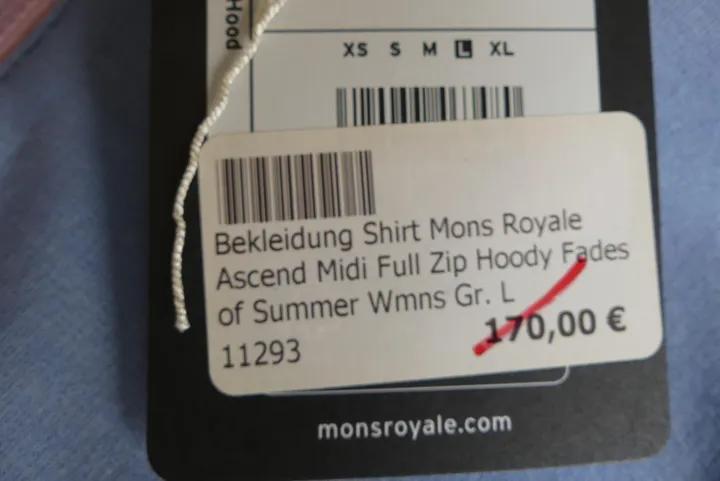 Hood
XS S M L XL
Bekleidung Shirt Mons Royale
Ascend Midi Full Zip Hoody Fades
of Summer Wmns Gr. L
170,00 €
11293
monsroyale.com